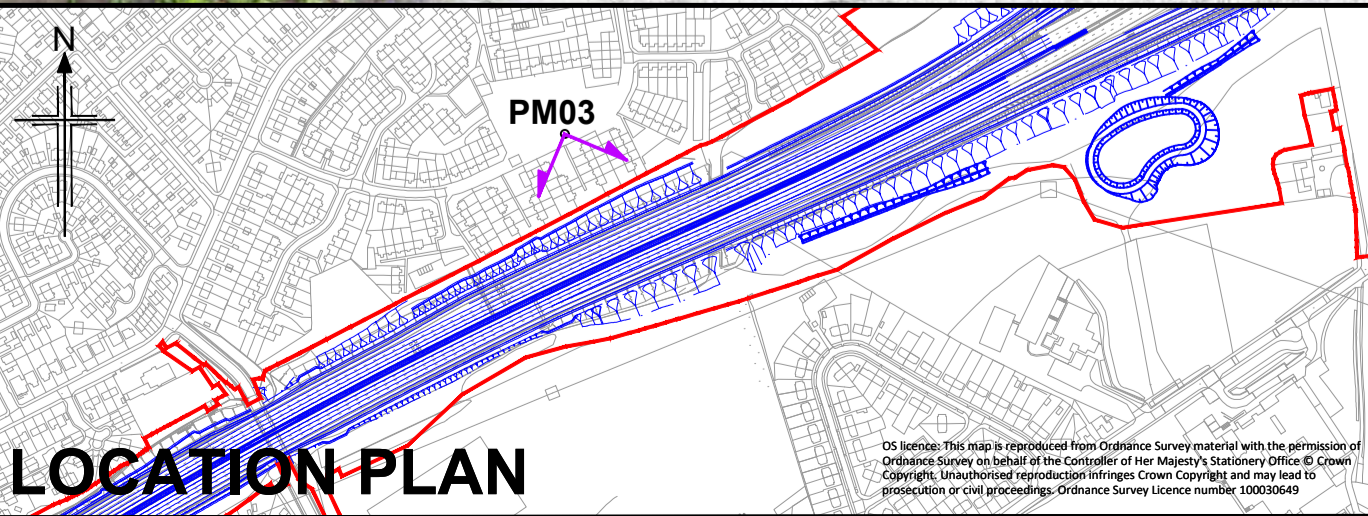 N
PM03
LOCATION PLAN
OS licence: This map is reproduced from Ordnance Survey material with the permission of
Ordnance Survey on behalf of the Controller of Her Majesty's Stationery Office © Crown
Copyright. Unauthorised reproduction infringes Crown Copyright and may lead to
prosecution or civil proceedings. Ordnance Survey Licence number 100030649